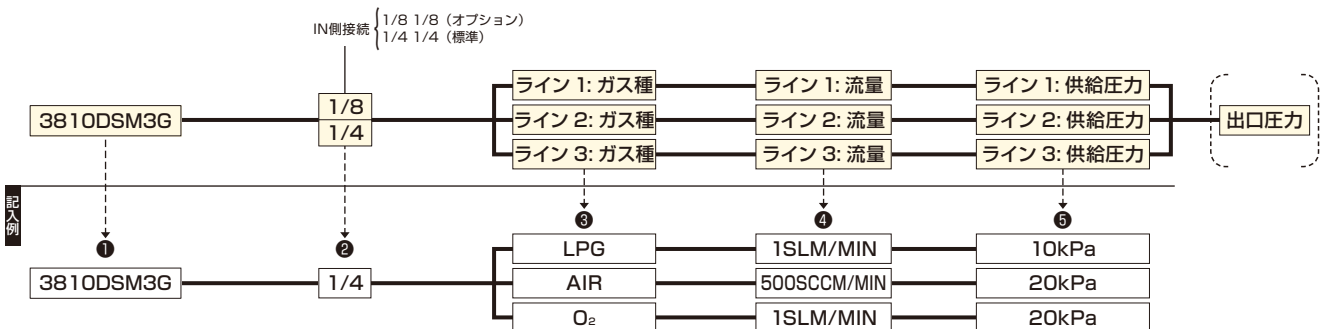 IN側接続 1/8 1/8（オプション）
1/4 1/4（標準）
3810DSM3G
1/8
1/4
ライン 1: ガス種 ライン 1: 流量 ライン 1: 供給圧力
ライン 2: ガス種 ライン 2: 流量 ライン 2: 供給圧力
ライン 3: ガス種 ライン 3: 流量 ライン 3: 供給圧力
出口圧力
記入例
❶ ❷ ❸ ❹ ❺
3810DSM3G 1/4
LPG 1SLM/MIN 10kPa
AIR 500SCCM/MIN 20kPa
O₂ 1SLM/MIN 20kPa